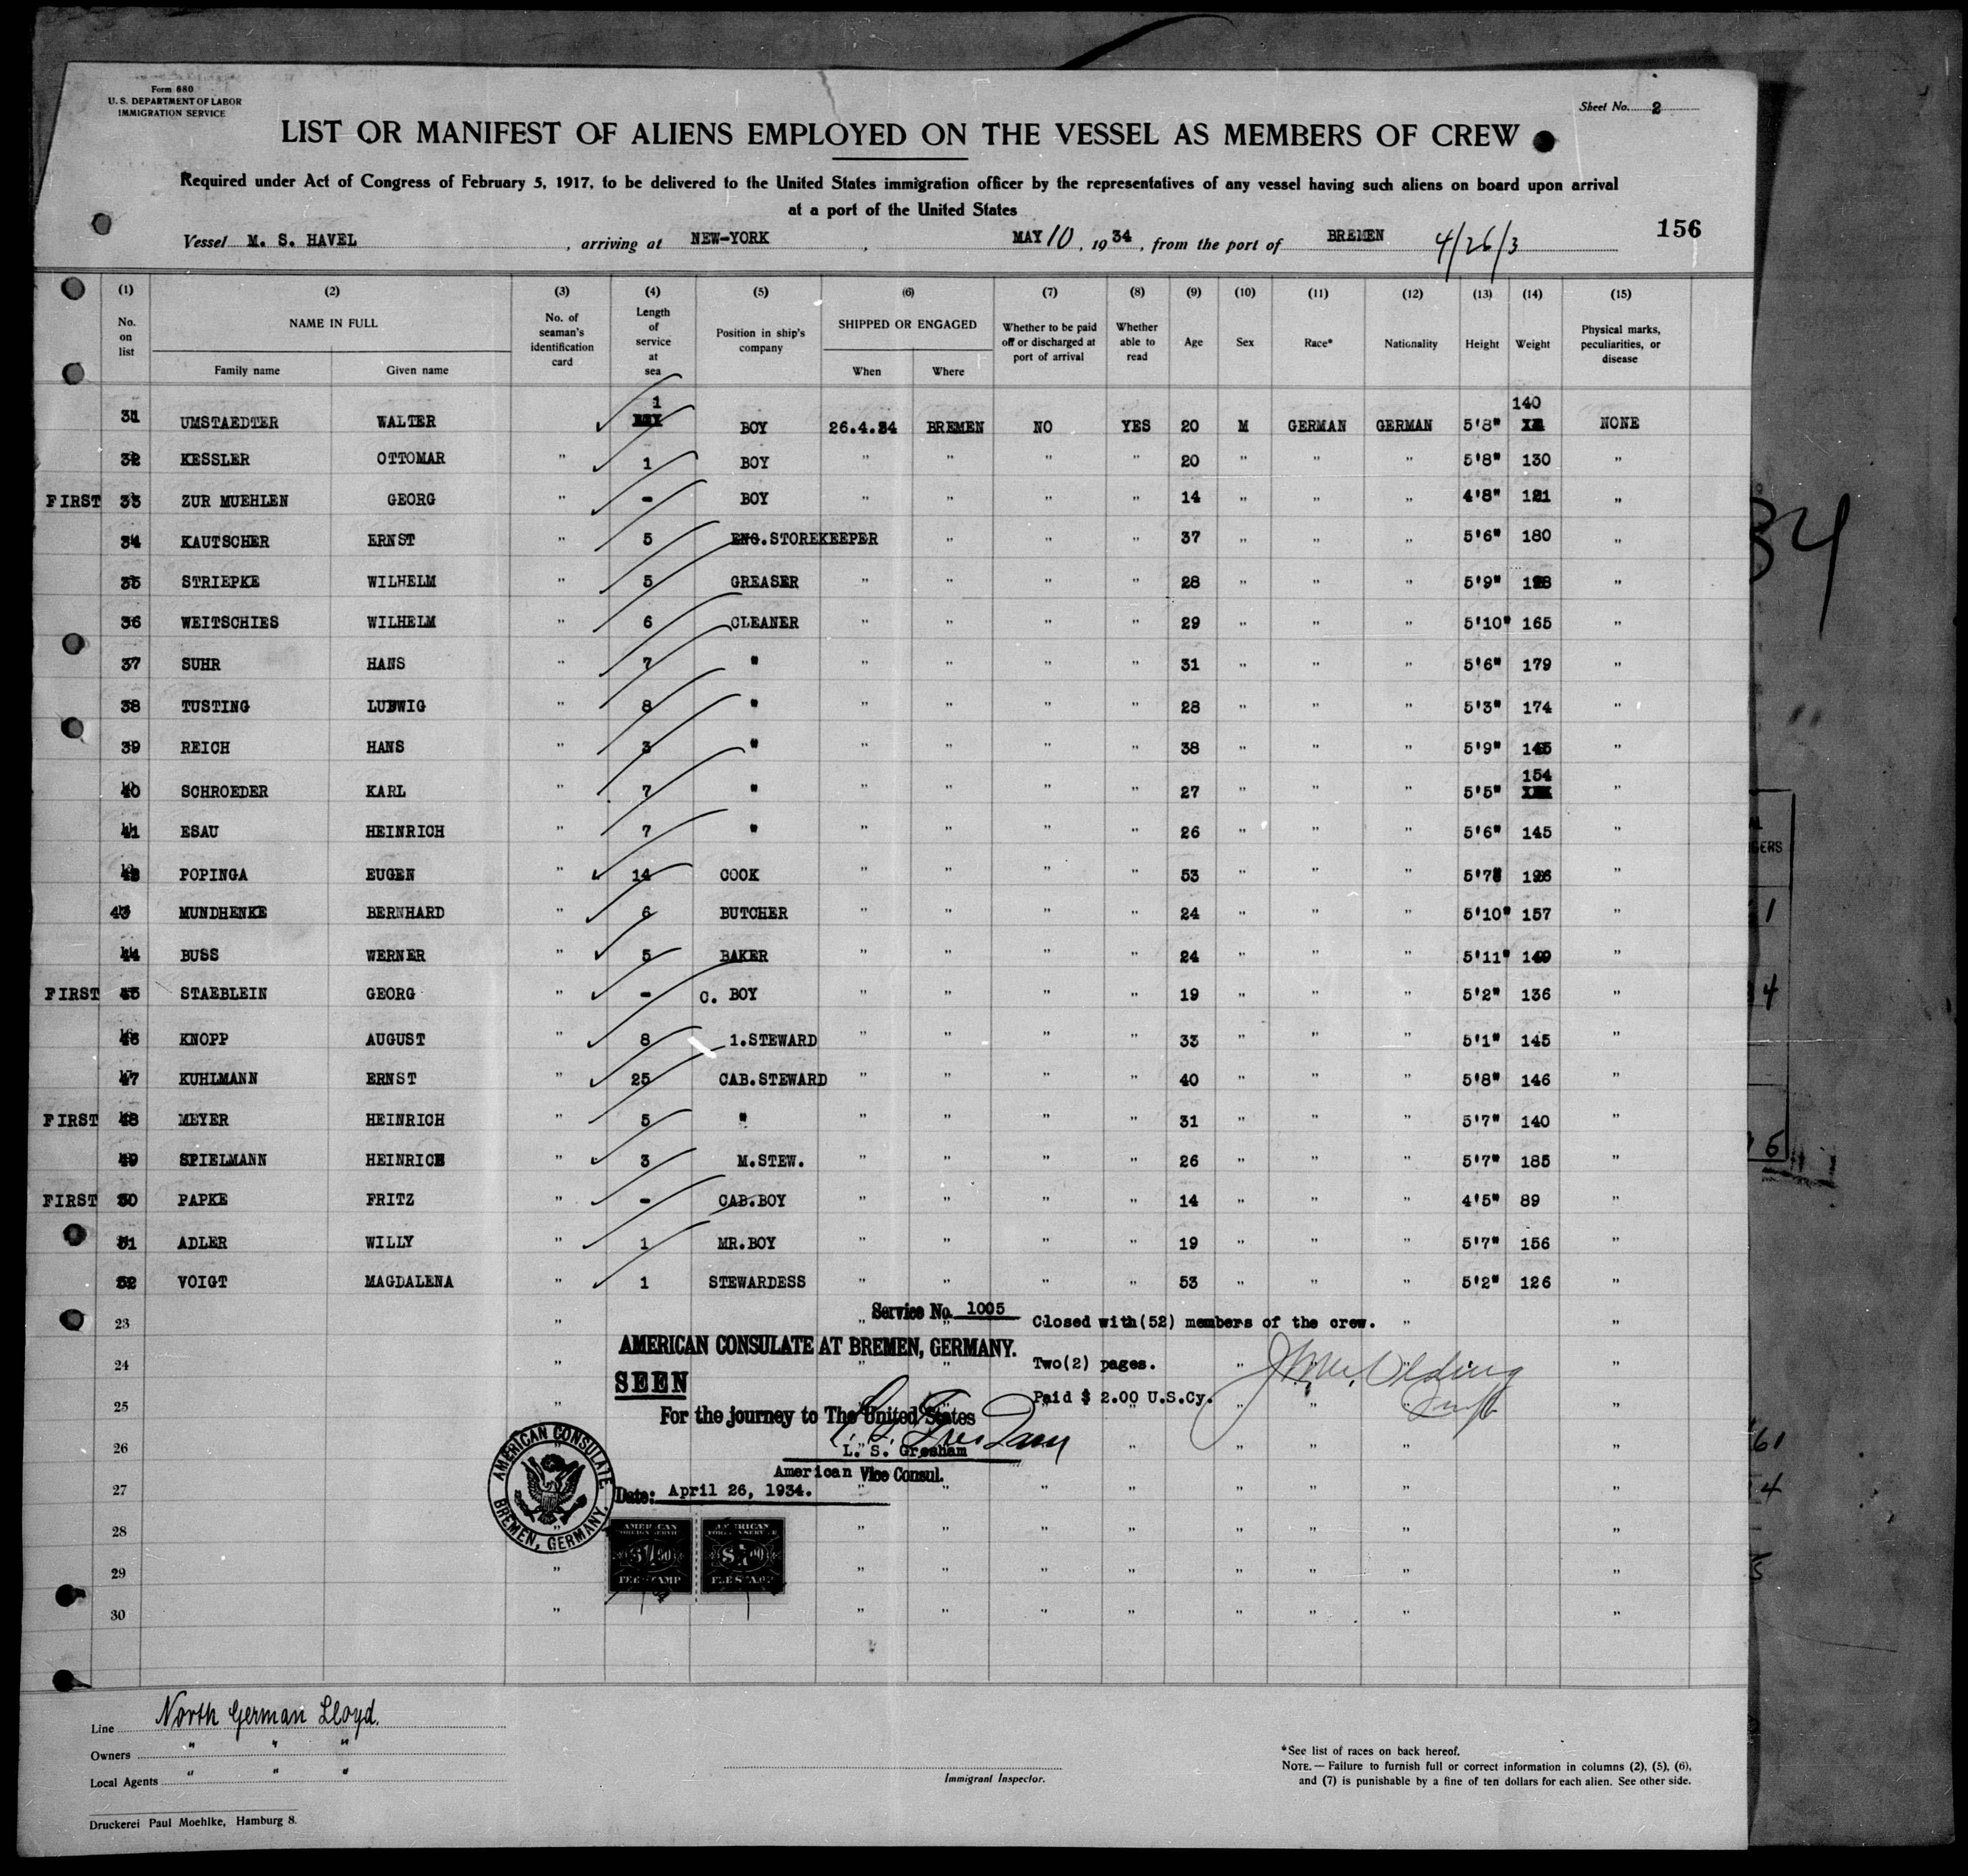 Form 680
U. S. DEPARTMENT OF LABOR
IMMIGRATION SERVICE
Sheet No. 2
LIST OR MANIFEST OF ALIENS EMPLOYED ON THE VESSEL AS MEMBERS OF CREW
Required under Act of Congress of February 5, 1917, to be delivered to the United States immigration officer by the representatives of any vessel having such aliens on board upon arrival
at a port of the United States
Vessel M. S. HAVEL, arriving at NEW-YORK, MAY 10, 1934, from the port of BREMEN 4/26/3 156
(1) (2) (3) (4) (5) (6) (7) (8) (9) (10) (11) (12) (13) (14) (15)
No. on list NAME IN FULL Family name Given name No. of seaman's identification card Length of service at sea Position in ship's company SHIPPED OR ENGAGED When Where Whether to be paid off or discharged at port of arrival Whether able to read Age Sex Race* Nationality Height Weight Physical marks, peculiarities, or disease
31 UMSTAEDTER WALTER 1 BOY 26.4.34 BREMEN NO YES 20 M GERMAN GERMAN 5'8" 140 NONE
32 KESSLER OTTOMAR " 1 BOY " " " " 20 " " " 5'8" 130 "
FIRST 33 ZUR MUEHLEN GEORG " - BOY " " " " 14 " " " 4'8" 121 "
34 KAUTSCHER ERNST " 5 ENG.STOREKEEPER " " " 37 " " " 5'6" 180 "
35 STRIEPKE WILHELM " 5 GREASER " " " " 28 " " " 5'9" "
36 WEITSCHIES WILHELM " 6 CLEANER " " " " 29 " " " 5'10" 165 "
37 SUHR HANS " 7 " " " " " 31 " " " 5'6" 179 "
38 TUSTING LUDWIG " 8 " " " " " 28 " " " 5'3" 174 "
39 REICH HANS " 3 " " " " " 38 " " " 5'9" "
40 SCHROEDER KARL " 7 " " " " " 27 " " " 5'5" 154 "
41 ESAU HEINRICH " 7 " " " " " 26 " " " 5'6" 145 "
42 POPINGA EUGEN " 14 COOK " " " " 53 " " " "
43 MUNDHENKE BERNHARD " 6 BUTCHER " " " " 24 " " " 5'10" 157 "
44 BUSS WERNER " 5 BAKER " " " " 24 " " " 5'11" "
FIRST 45 STAEBLEIN GEORG " - C. BOY " " " " 19 " " " 5'2" 136 "
46 KNOPP AUGUST " 8 1.STEWARD " " " " 33 " " " 5'1" 145 "
47 KUHLMANN ERNST " 25 CAB.STEWARD " " " " 40 " " " 5'8" 146 "
FIRST 48 MEYER HEINRICH " 5 " " " " " 31 " " " 5'7" 140 "
49 SPIELMANN HEINRICH " 3 M.STEW. " " " " 26 " " " 5'7" 185 "
FIRST 50 PAPKE FRITZ " - CAB.BOY " " " " 14 " " " 4'5" 89 "
51 ADLER WILLY " 1 MR.BOY " " " " 19 " " " 5'7" 156 "
52 VOIGT MAGDALENA " 1 STEWARDESS " " " " 53 " " " 5'2" 126 "
23 Service No. 1005 Closed with (52) members of the crew.
AMERICAN CONSULATE AT BREMEN, GERMANY.
24 Two(2) pages.
SEEN
25 Paid $ 2.00 U.S.Cy.
For the journey to The United States
26 L. S. Gresham
American Vice Consul.
27 Date: April 26, 1934.
AMERICAN CONSULATE BREMEN, GERMANY.
28
29
30
AMERICAN FOREIGN SERVICE FEE STAMP
AMERICAN FOREIGN SERVICE FEE STAMP
Line North German Lloyd.
Owners " " "
Local Agents " " "
Immigrant Inspector.
*See list of races on back hereof.
NOTE.— Failure to furnish full or correct information in columns (2), (5), (6),
and (7) is punishable by a fine of ten dollars for each alien. See other side.
Druckerei Paul Moehlke, Hamburg 8.
34